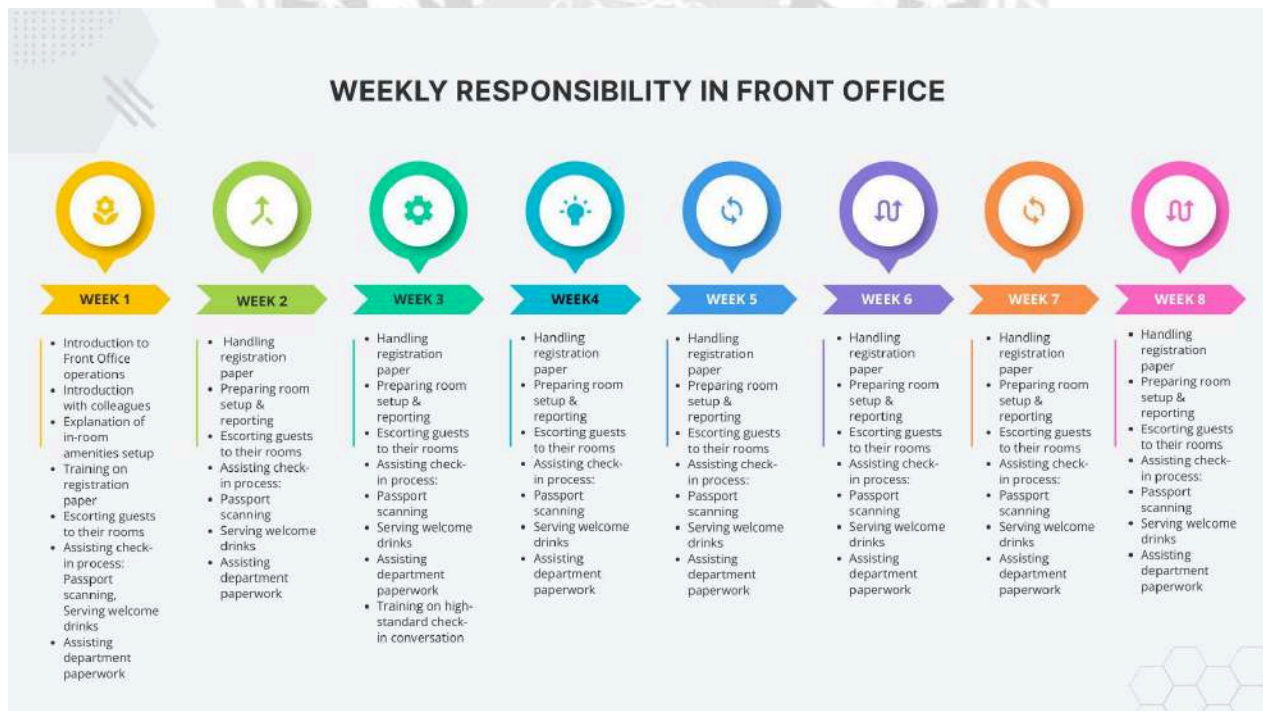 WEEKLY RESPONSIBILITY IN FRONT OFFICE
WEEK 1
• Introduction to
Front Office
operations
• Introduction
with colleagues
• Explanation of
in-room
amenities setup
• Training on
registration
paper
• Escorting guests
to their rooms
• Assisting check-
in process:
Passport
scanning,
Serving welcome
drinks
• Assisting
department
paperwork
WEEK 2
• Handling
registration
paper
• Preparing room
setup &
reporting
• Escorting guests
to their rooms
• Assisting check-
in process:
• Passport
scanning
• Serving welcome
drinks
• Assisting
department
paperwork
WEEK 3
• Handling
registration
paper
• Preparing room
setup &
reporting
• Escorting guests
to their rooms
• Assisting check-
in process:
• Passport
scanning
• Serving welcome
drinks
• Assisting
department
paperwork
• Training on high-
standard check-
in conversation
WEEK4
• Handling
registration
paper
• Preparing room
setup &
reporting
• Escorting guests
to their rooms
• Assisting check-
in process:
• Passport
scanning
• Serving welcome
drinks
• Assisting
department
paperwork
WEEK 5
• Handling
registration
paper
• Preparing room
setup &
reporting
• Escorting guests
to their rooms
• Assisting check-
in process:
• Passport
scanning
• Serving welcome
drinks
• Assisting
department
paperwork
WEEK 6
• Handling
registration
paper
• Preparing room
setup &
reporting
• Escorting guests
to their rooms
• Assisting check-
in process:
• Passport
scanning
• Serving welcome
drinks
• Assisting
department
paperwork
WEEK 7
• Handling
registration
paper
• Preparing room
setup &
reporting
• Escorting guests
to their rooms
• Assisting check-
in process:
• Passport
scanning
• Serving welcome
drinks
• Assisting
department
paperwork
WEEK 8
• Handling
registration
paper
• Preparing room
setup &
reporting
• Escorting guests
to their rooms
• Assisting check-
in process:
• Passport
scanning
• Serving welcome
drinks
• Assisting
department
paperwork